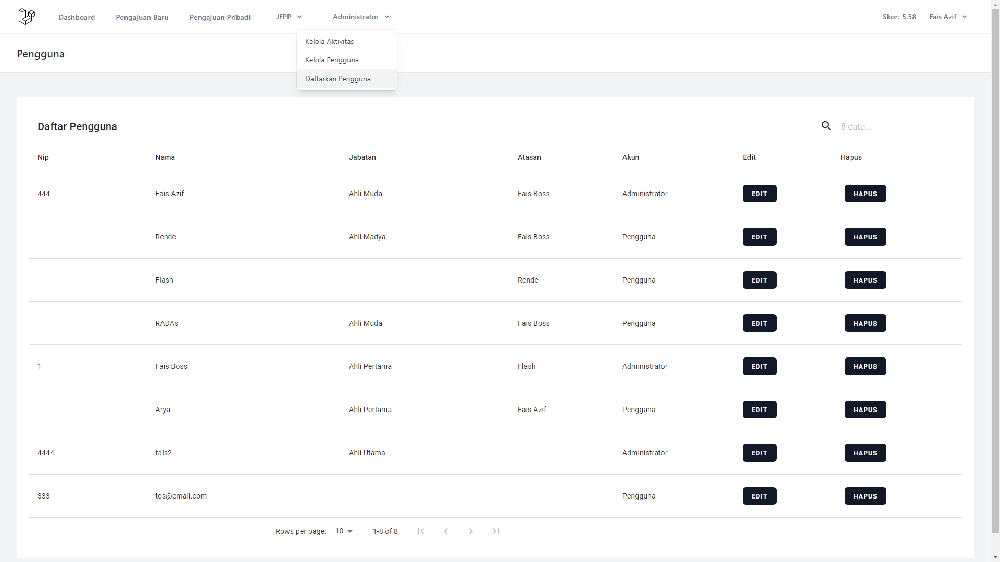 Dashboard Pengajuan Baru Pengajuan Pribadi JFPP Administrator Skor: 5.58 Fais Azif
Kelola Aktivitas
Kelola Pengguna
Daftarkan Pengguna
Pengguna
Daftar Pengguna 8 data...
Nip Nama Jabatan Atasan Akun Edit Hapus
444 Fais Azif Ahli Muda Fais Boss Administrator EDIT HAPUS
Rende Ahli Madya Fais Boss Pengguna EDIT HAPUS
Flash Rende Pengguna EDIT HAPUS
RADAs Ahli Muda Fais Boss Pengguna EDIT HAPUS
1 Fais Boss Ahli Pertama Flash Administrator EDIT HAPUS
Arya Ahli Pertama Fais Azif Pengguna EDIT HAPUS
4444 fais2 Ahli Utama Administrator EDIT HAPUS
333 tes@email.com Pengguna EDIT HAPUS
Rows per page: 10 1-8 of 8